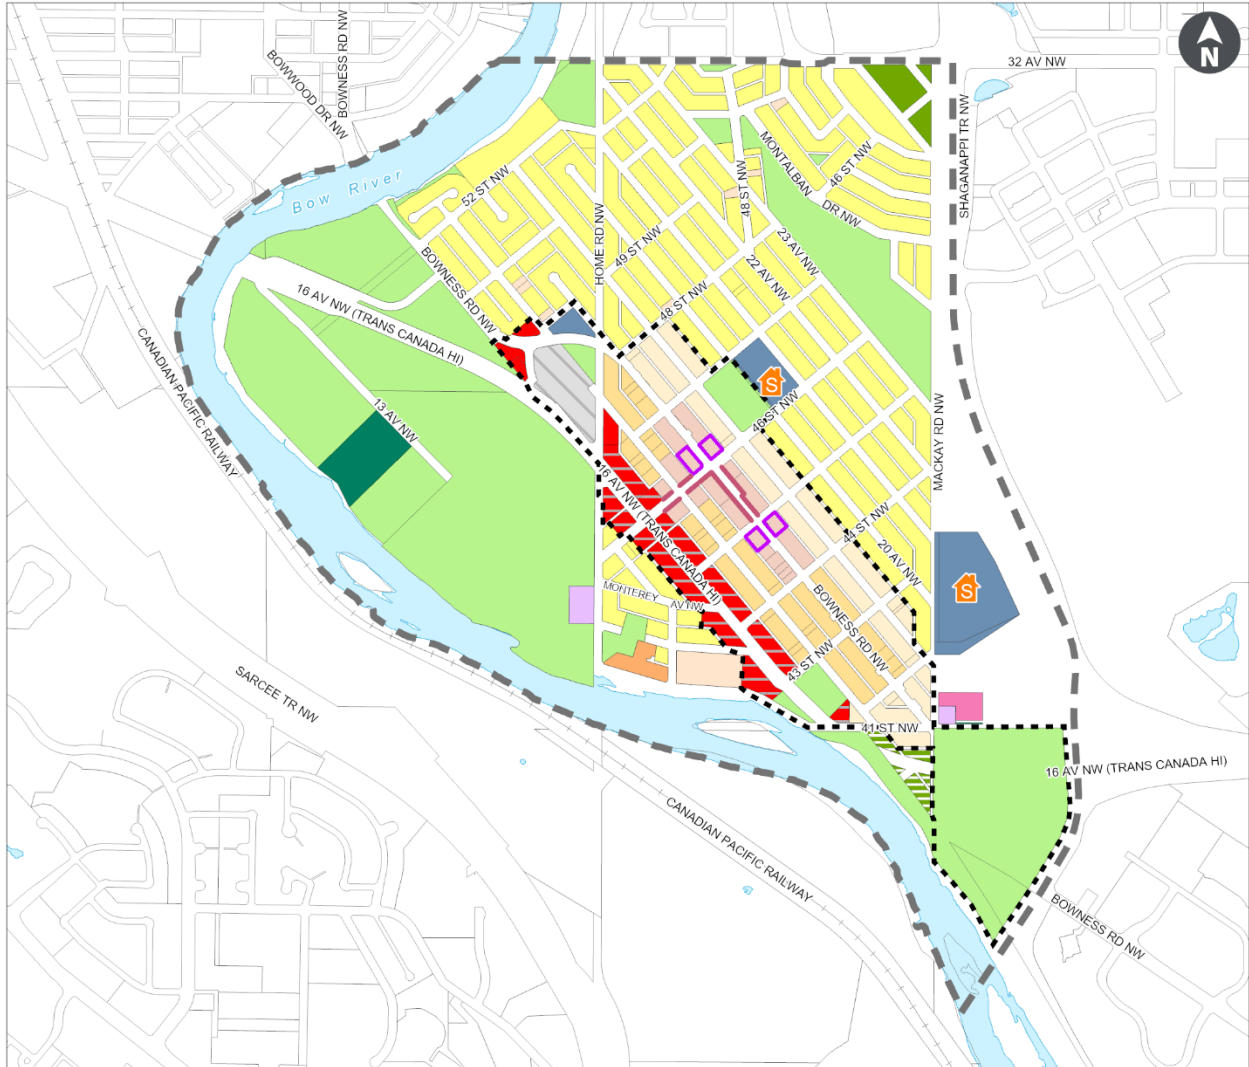 N
32 AV NW
BOWNESS RD NW
BOWWOOD DR NW
SHAGANAPPI TR NW
MONTALBAN
DR NW
46 ST NW
48 ST NW
Bow River
52 ST NW
HOME RD NW
49 ST NW
23 AV NW
22 AV NW
BOWNESS RD NW
48 ST NW
16 AV NW (TRANS CANADA HI)
CANADIAN PACIFIC RAILWAY
13 AV NW
S
46 ST NW
MACKAY RD NW
16 AV NW (TRANS CANADA HI)
44 ST NW
20 AV NW
S
MONTEREY AV NW
BOWNESS RD NW
43 ST NW
SARCEE TR NW
41 ST NW
16 AV NW (TRANS CANADA HI)
CANADIAN PACIFIC RAILWAY
BOWNESS RD NW